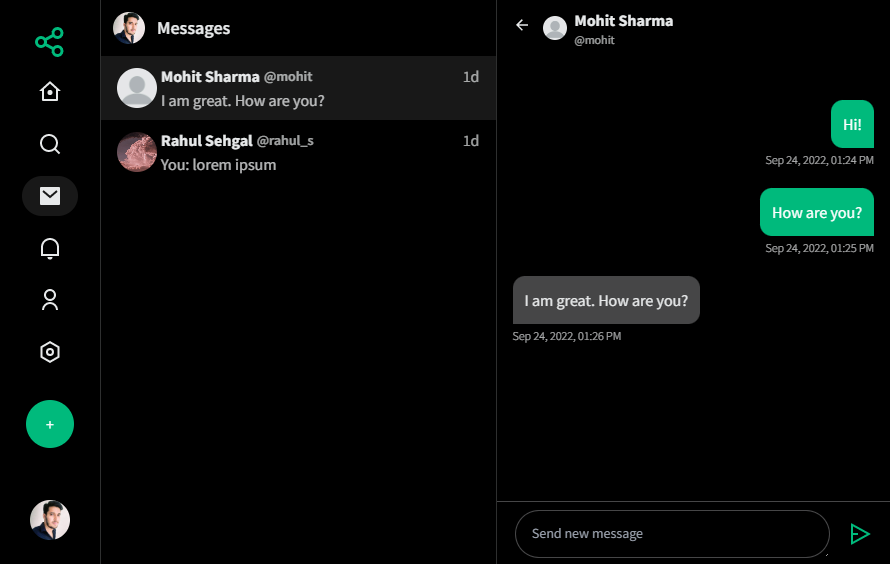 Messages
Mohit Sharma @mohit 1d
I am great. How are you?
Rahul Sehgal @rahul_s 1d
You: lorem ipsum
+
Mohit Sharma
@mohit
Hi!
Sep 24, 2022, 01:24 PM
How are you?
Sep 24, 2022, 01:25 PM
I am great. How are you?
Sep 24, 2022, 01:26 PM
Send new message